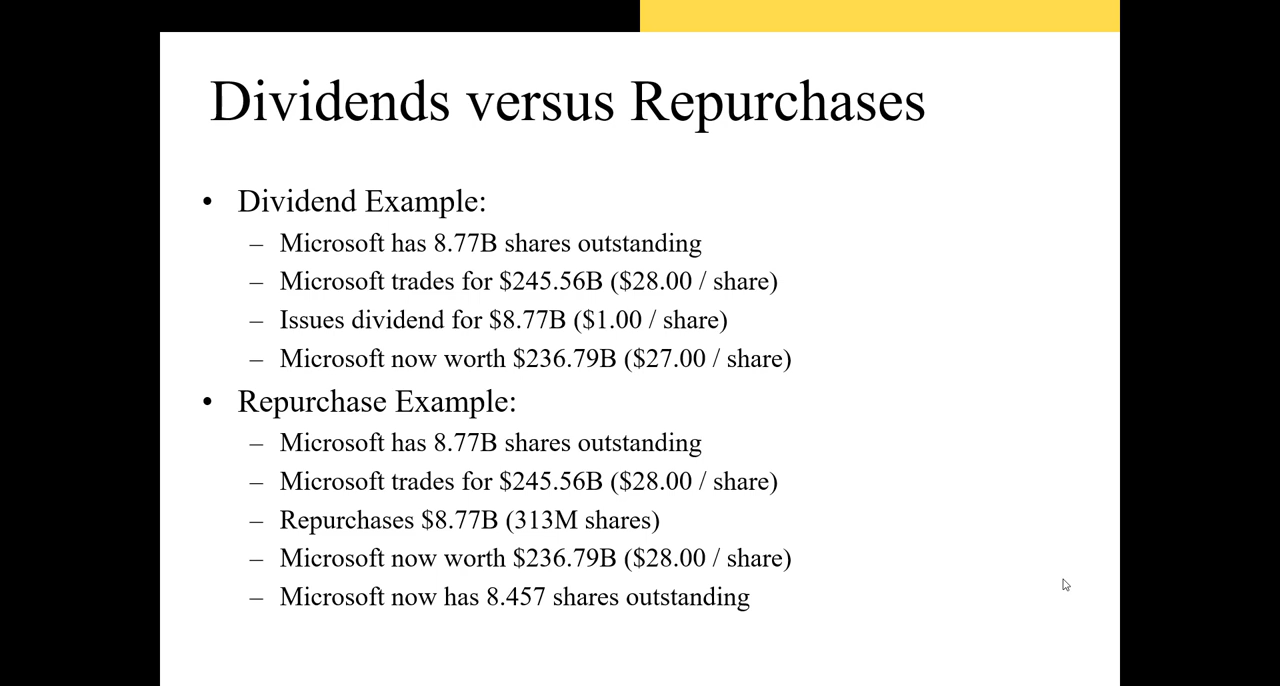 Dividends versus Repurchases
• Dividend Example:
– Microsoft has 8.77B shares outstanding
– Microsoft trades for $245.56B ($28.00 / share)
– Issues dividend for $8.77B ($1.00 / share)
– Microsoft now worth $236.79B ($27.00 / share)
• Repurchase Example:
– Microsoft has 8.77B shares outstanding
– Microsoft trades for $245.56B ($28.00 / share)
– Repurchases $8.77B (313M shares)
– Microsoft now worth $236.79B ($28.00 / share)
– Microsoft now has 8.457 shares outstanding